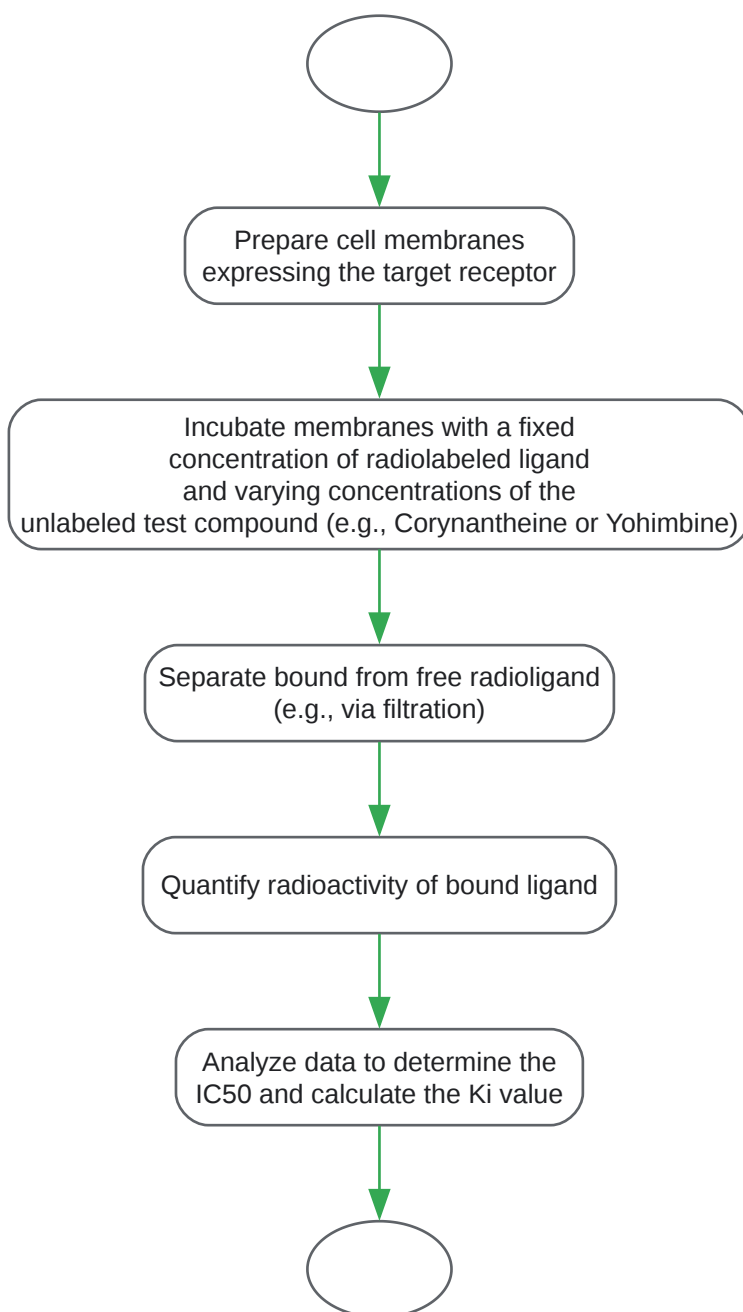 Prepare cell membranes
expressing the target receptor
Incubate membranes with a fixed
concentration of radiolabeled ligand
and varying concentrations of the
unlabeled test compound (e.g., Corynantheine or Yohimbine)
Separate bound from free radioligand
(e.g., via filtration)
Quantify radioactivity of bound ligand
Analyze data to determine the
IC50 and calculate the Ki value